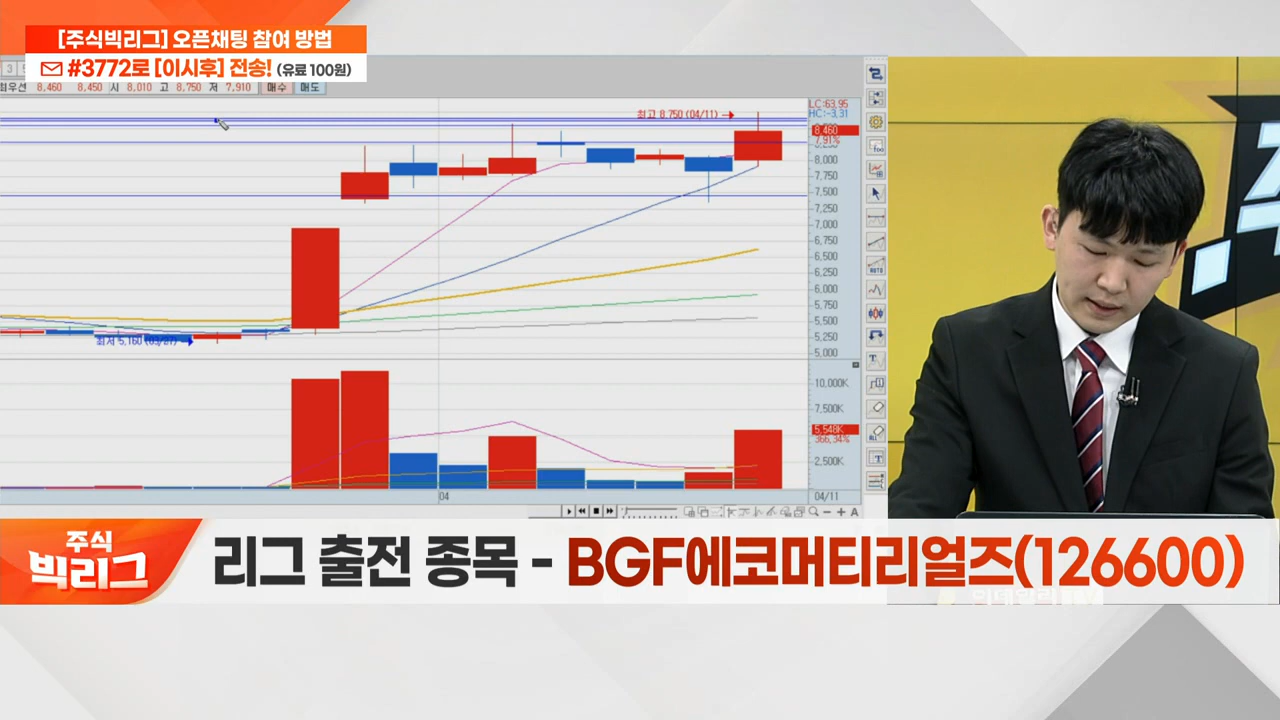 [주식빅리그] 오픈채팅 참여 방법
#3772로 [이시후] 전송! (유료 100원)
최우선 8,460 8,450 시 8,010 고 8,750 저 7,910 매수 매도
최고 8,750 (04/11)
LC:63,95
HC:-3,31
8,460
7,91%
8,000
7,750
7,500
7,250
7,000
6,750
6,500
6,250
6,000
5,750
5,500
5,250
5,000
최저 5,160 (03/27)
10,000K
7,500K
5,548K
366,34%
2,500K
04
04/11
주식
빅리그
리그 출전 종목 - BGF에코머티리얼즈(126600)